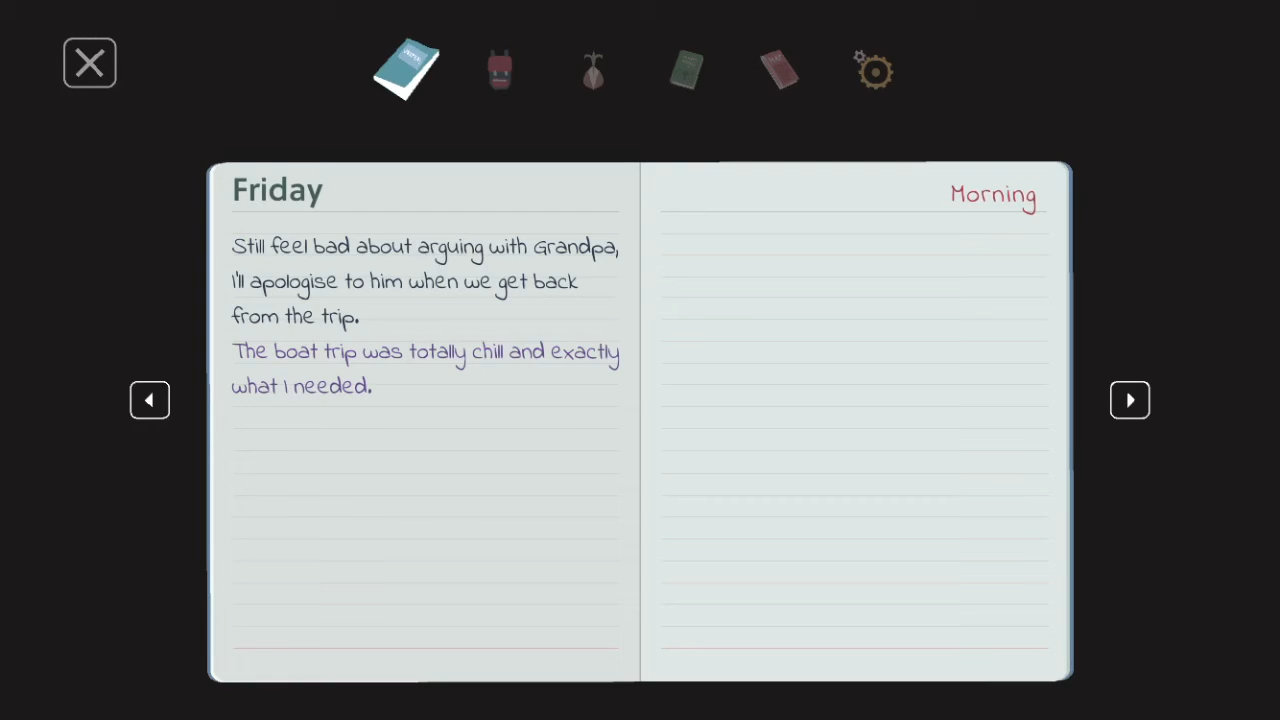 Friday
Morning
Still feel bad about arguing with Grandpa,
I'll apologise to him when we get back
from the trip.
The boat trip was totally chill and exactly
what I needed.